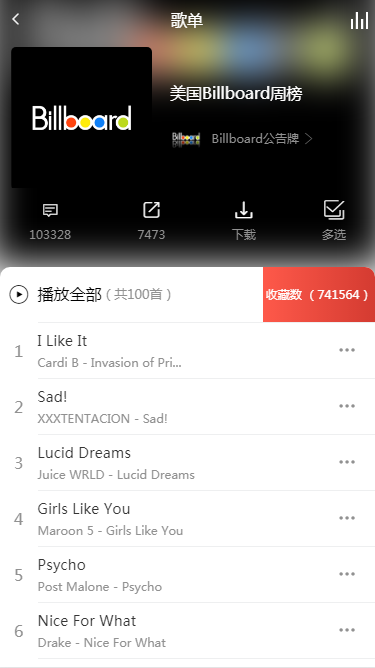 歌单
Billboard
美国Billboard周榜
Billboard
Billboard公告牌
103328
7473
下载
多选
播放全部 ( 共100首 )
收藏数 ( 741564 )
1
I Like It
Cardi B - Invasion of Pri...
2
Sad!
XXXTENTACION - Sad!
3
Lucid Dreams
Juice WRLD - Lucid Dreams
4
Girls Like You
Maroon 5 - Girls Like You
5
Psycho
Post Malone - Psycho
6
Nice For What
Drake - Nice For What